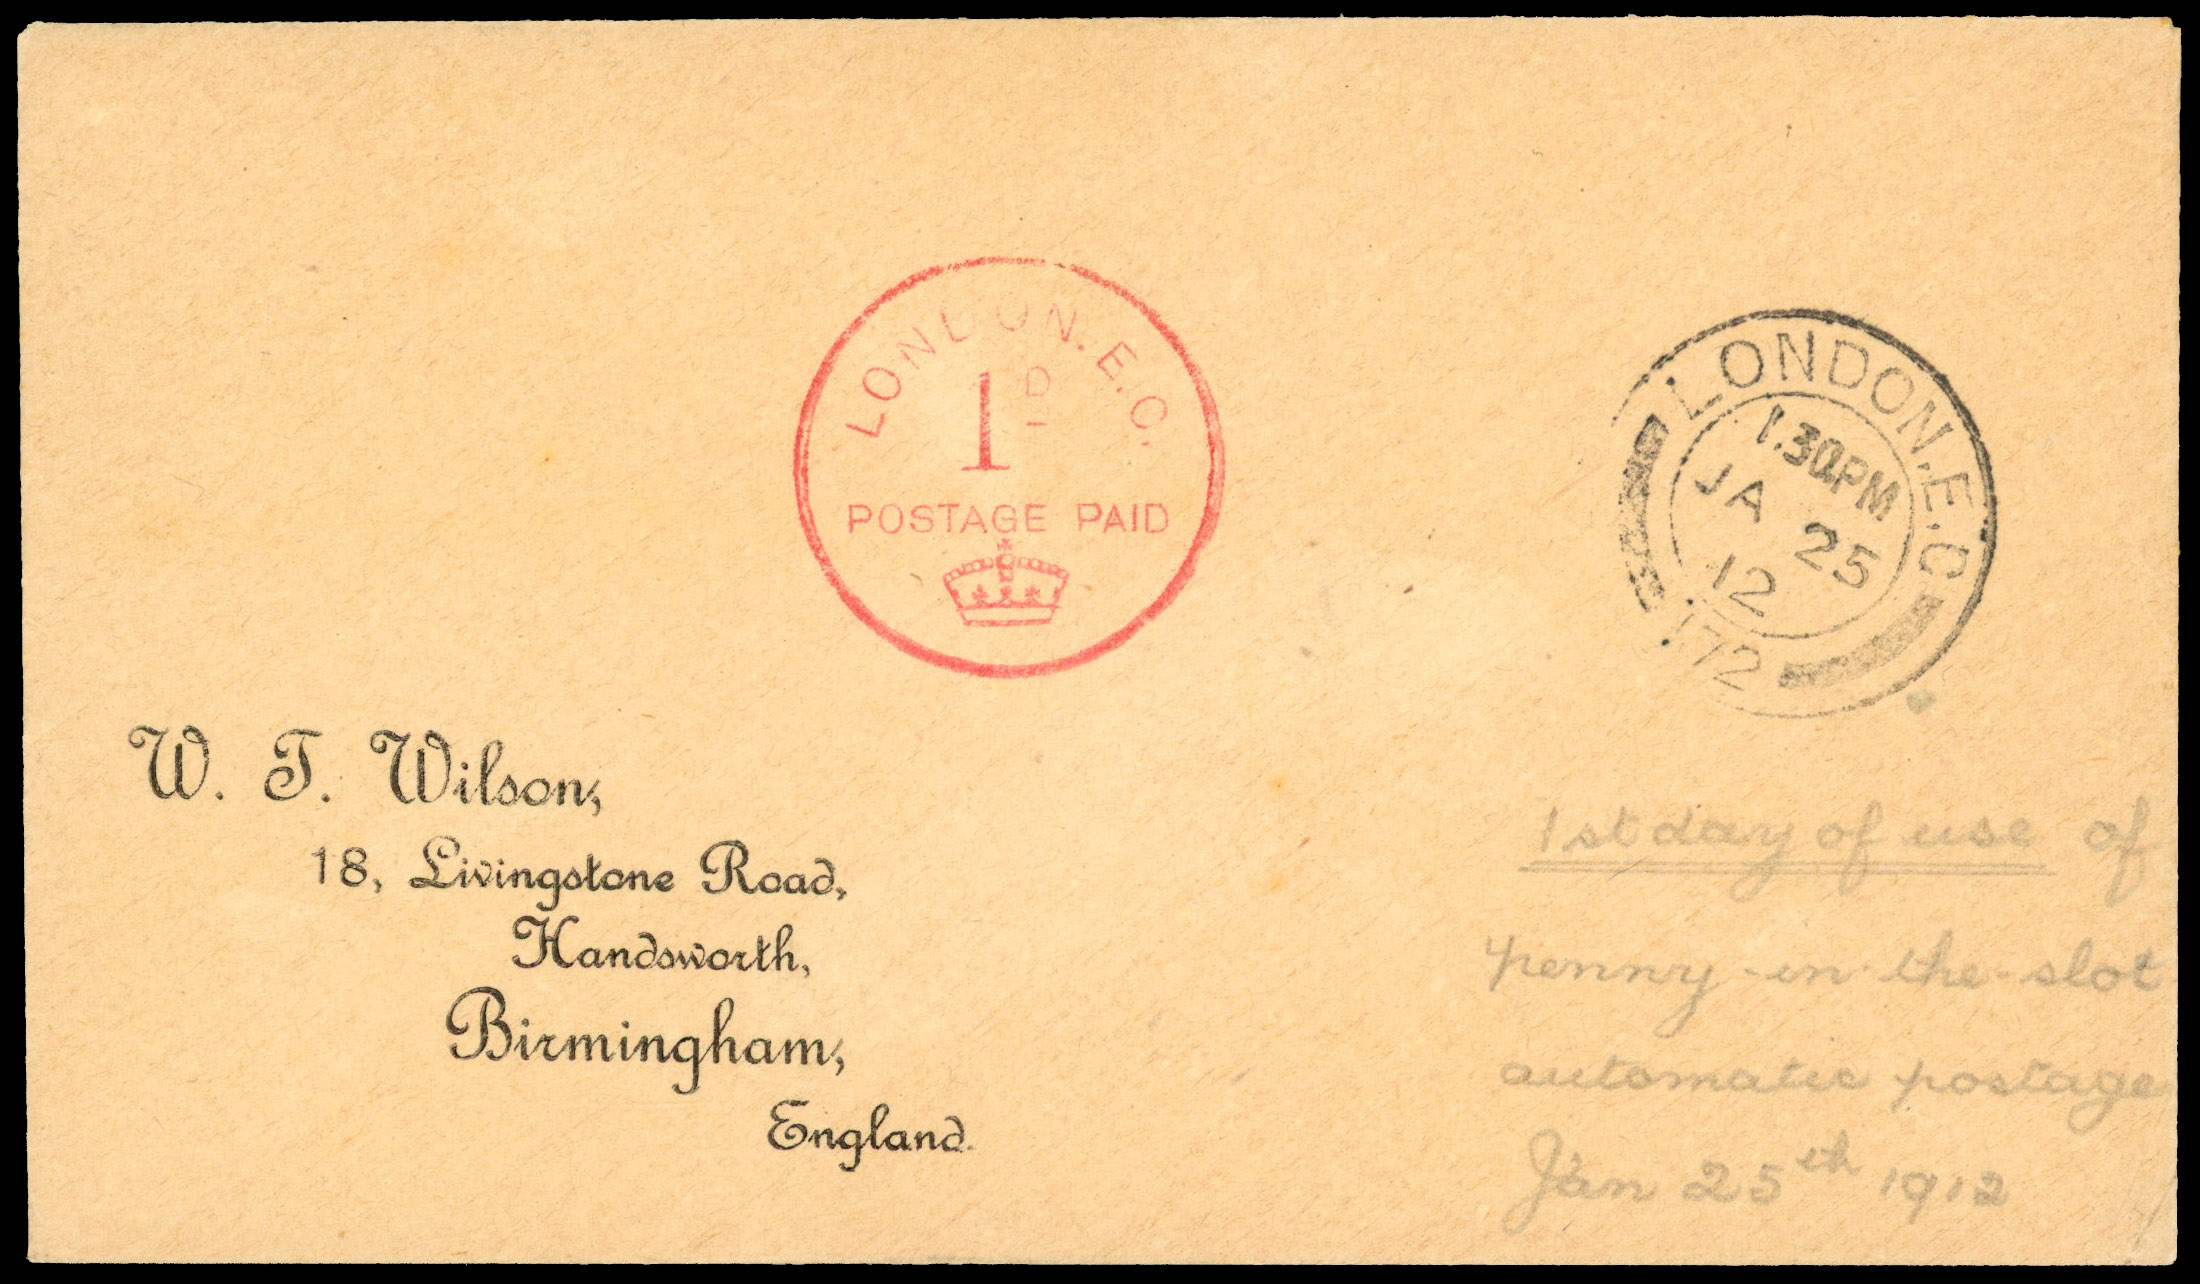 LONDON. E.C.
1D
POSTAGE PAID
LONDON. E.C
1.30PM
JA 25
12
172
W. T. Wilson,
18, Livingstone Road,
Handsworth,
Birmingham,
England.
1st day of use of
penny-in-the-slot
automatic postage
Jan 25th 1912